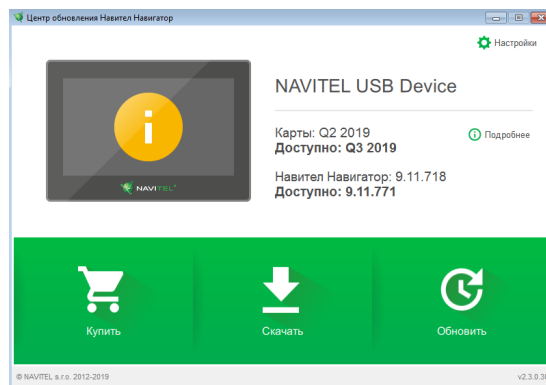 Центр обновления Навител Навигатор
Настройки
NAVITEL USB Device
Карты: Q2 2019
Доступно: Q3 2019
Подробнее
Навител Навигатор: 9.11.718
Доступно: 9.11.771
NAVITEL
Купить
Скачать
Обновить
© NAVITEL s.r.o. 2012-2019